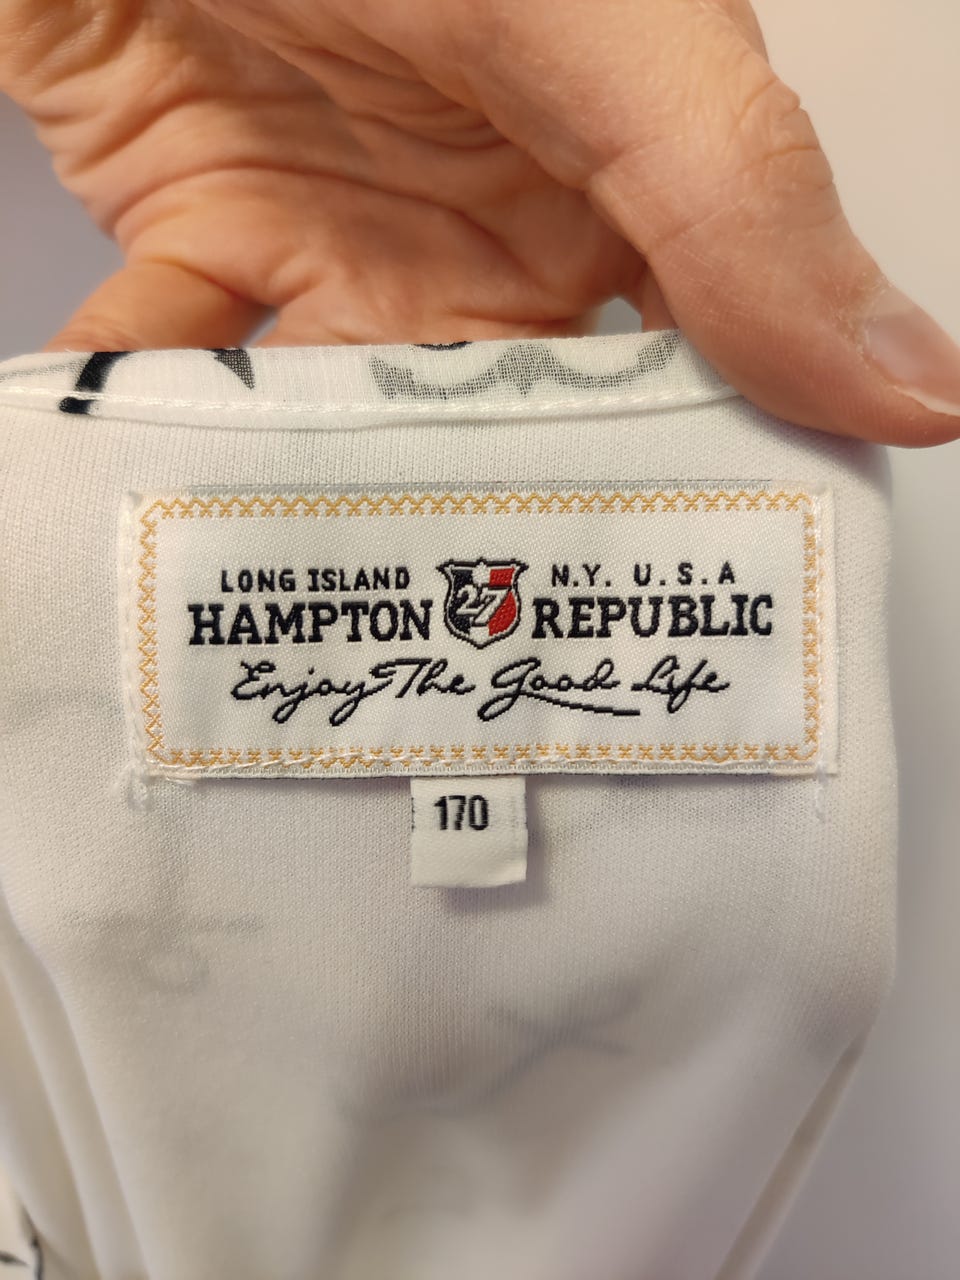 LONG ISLAND 27 N.Y. U.S.A
HAMPTON REPUBLIC
Enjoy The Good Life
170